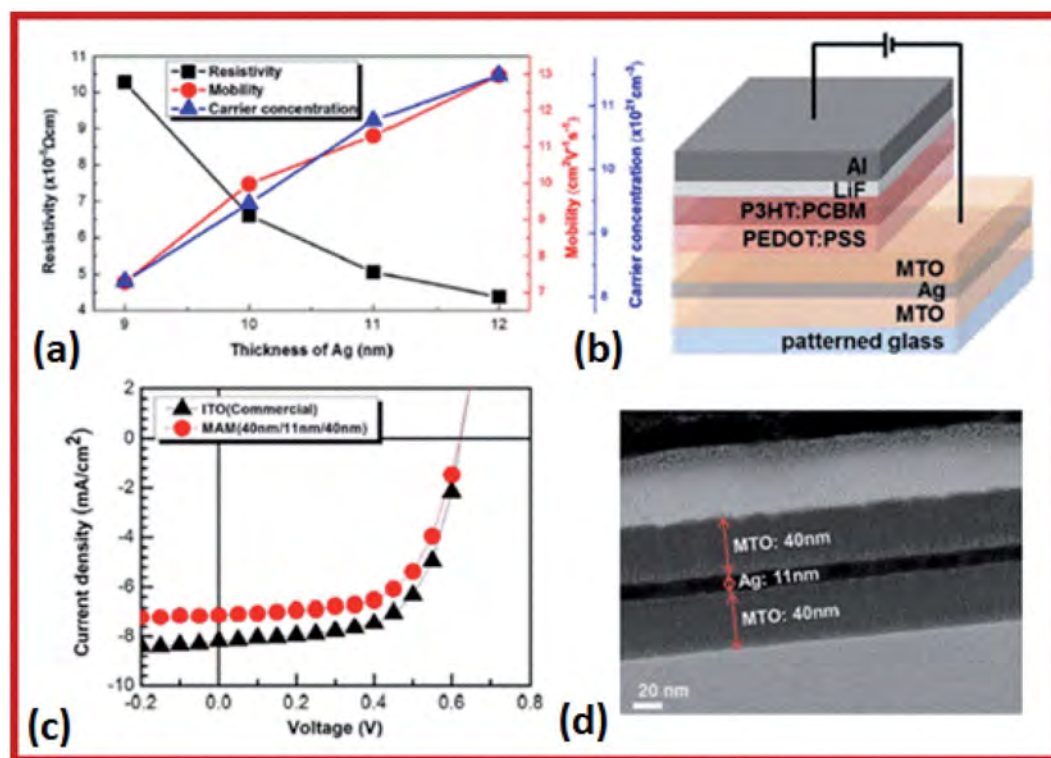 11
10
9
8
7
6
5
4
Resistivity (x10⁻⁵Ωcm)
Resistivity
Mobility
Carrier concentration
13
12
11
10
9
8
7
Mobility (cm²V⁻¹s⁻¹)
11
10
9
8
Carrier concentration (x10²¹cm⁻³)
9 10 11 12
Thickness of Ag (nm)
(a)
Al
LiF
P3HT:PCBM
PEDOT:PSS
MTO
Ag
MTO
patterned glass
(b)
2
0
-2
-4
-6
-8
-10
Current density (mA/cm²)
ITO(Commercial)
MAM(40nm/11nm/40nm)
-0.2 0.0 0.2 0.4 0.6 0.8
Voltage (V)
(c)
MTO: 40nm
Ag: 11nm
MTO: 40nm
20 nm
(d)